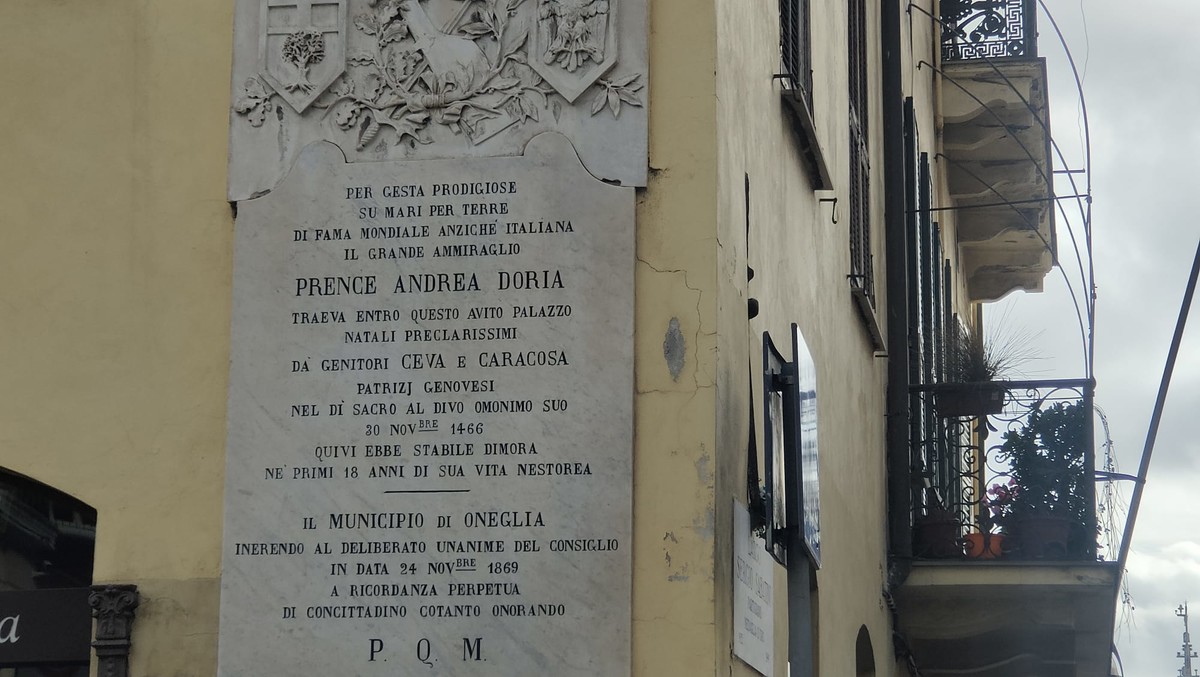 PER GESTA PRODIGIOSE
SU MARI PER TERRE
DI FAMA MONDIALE ANZICHE' ITALIANA
IL GRANDE AMMIRAGLIO
PRENCE ANDREA DORIA
TRAEVA ENTRO QUESTO AVITO PALAZZO
NATALI PRECLARISSIMI
DA' GENITORI CEVA E CARACOSA
PATRIZJ GENOVESI
NEL DÌ SACRO AL DIVO OMONIMO SUO
30 NOVBRE 1466
QUIVI EBBE STABILE DIMORA
NE' PRIMI 18 ANNI DI SUA VITA NESTOREA
IL MUNICIPIO DI ONEGLIA
INERENDO AL DELIBERATO UNANIME DEL CONSIGLIO
IN DATA 24 NOVBRE 1869
A RICORDANZA PERPETUA
DI CONCITTADINO COTANTO ONORANDO
P. Q. M.
a